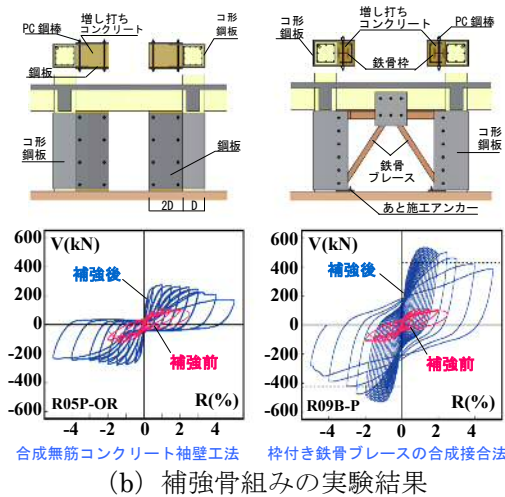 増し打ち
コンクリート
PC鋼棒
鋼板
コ形
鋼板
コ形
鋼板
鋼板
2D
D
コ形
鋼板
増し打ち
コンクリート
PC鋼棒
鉄骨枠
コ形
鋼板
鉄骨
ブレース
あと施工アンカー
600
400
200
0
-200
-400
-600
V(kN)
補強後
補強前
R05P-OR
R(%)
-2
0
2
4
合成無筋コンクリート袖壁工法
600
400
200
0
-200
-400
-600
V(kN)
補強後
補強前
R09B-P
R(%)
-4
-2
0
2
4
枠付き鉄骨ブレースの合成接合法
(b) 補強骨組みの実験結果